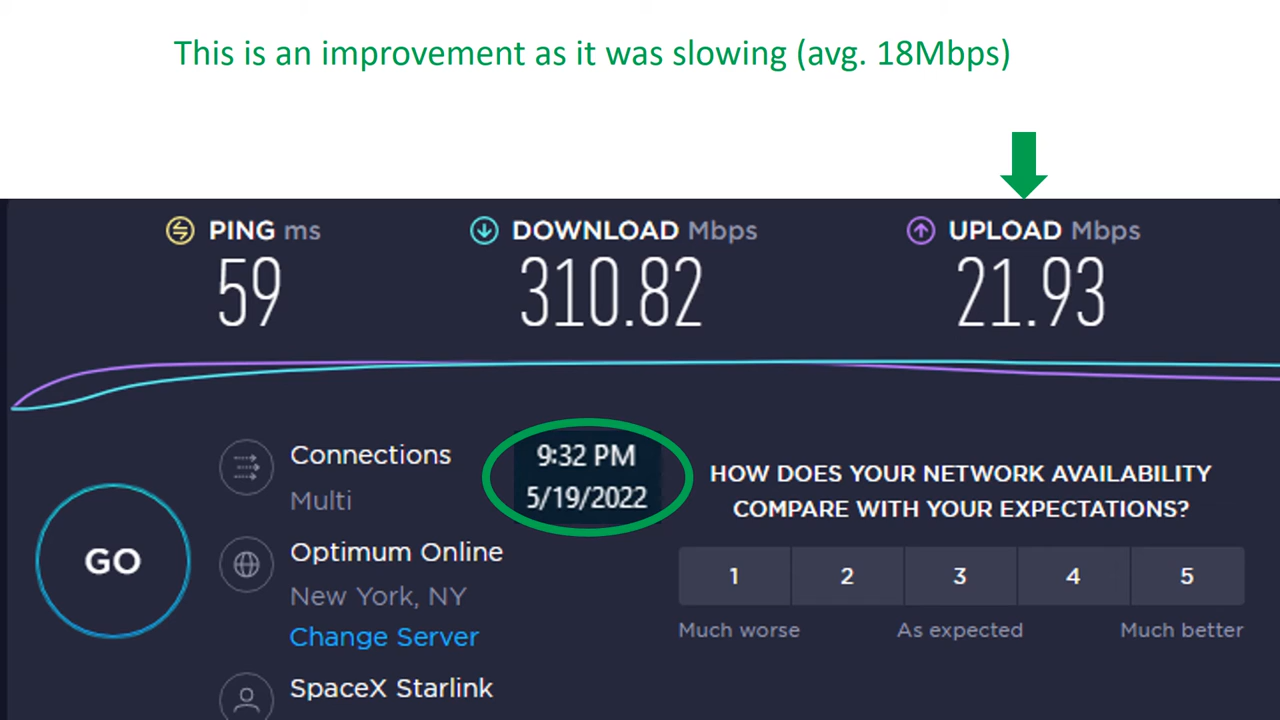 This is an improvement as it was slowing (avg. 18Mbps)
PING ms
59
DOWNLOAD Mbps
310.82
UPLOAD Mbps
21.93
Connections
Multi
9:32 PM
5/19/2022
Optimum Online
New York, NY
Change Server
SpaceX Starlink
GO
HOW DOES YOUR NETWORK AVAILABILITY
COMPARE WITH YOUR EXPECTATIONS?
1 2 3 4 5
Much worse As expected Much better